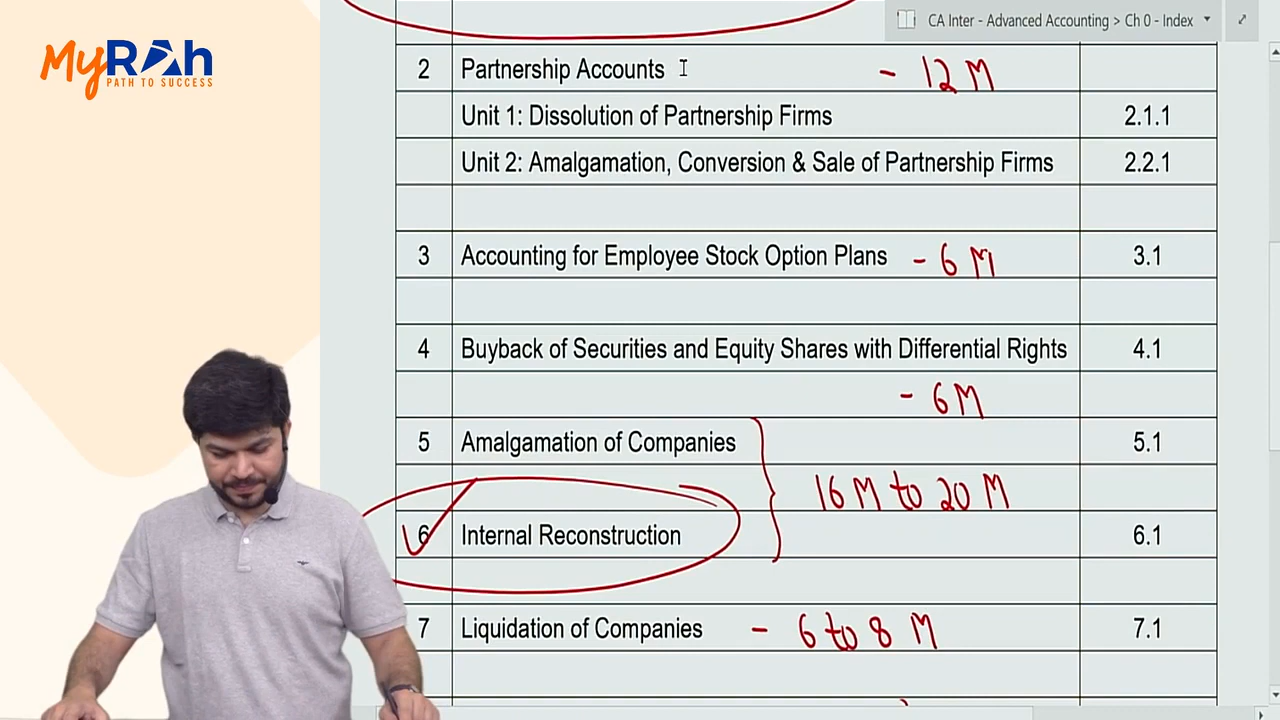 CA Inter - Advanced Accounting > Ch 0 - Index
MyRAh
PATH TO SUCCESS
2 Partnership Accounts - 12 M
Unit 1: Dissolution of Partnership Firms 2.1.1
Unit 2: Amalgamation, Conversion & Sale of Partnership Firms 2.2.1
3 Accounting for Employee Stock Option Plans - 6 M 3.1
4 Buyback of Securities and Equity Shares with Differential Rights 4.1
- 6 M
5 Amalgamation of Companies 5.1
16 M to 20 M
6 Internal Reconstruction 6.1
7 Liquidation of Companies - 6 to 8 M 7.1